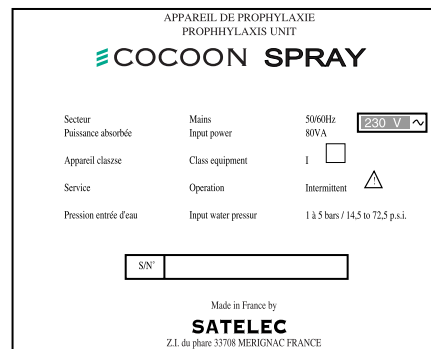 APPAREIL DE PROPHYLAXIE
PROPHHYLAXIS UNIT
COCOON SPRAY
Secteur Mains 50/60Hz 230 V ~
Puissance absorbée Input power 80VA
Appareil claszse Class equipment I
Service Operation Intermittent
Pression entrée d'eau Input water pressur 1 à 5 bars / 14,5 to 72,5 p.s.i.
S/N°
Made in France by
SATELEC
Z.I. du phare 33708 MERIGNAC FRANCE